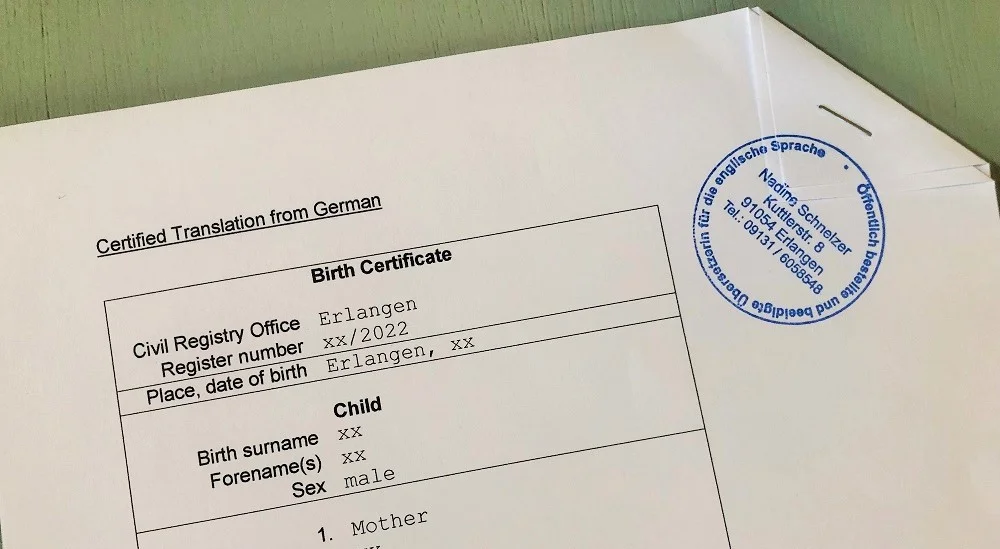 Certified Translation from German
Birth Certificate
Civil Registry Office Erlangen
Register number xx/2022
Place, date of birth Erlangen, xx
Child
Birth surname xx
Forename(s) xx
Sex male
1. Mother
Öffentlich bestellte und beeidigte Übersetzerin für die englische Sprache
Nadine Schnelzer
Kuttlerstr. 8
91054 Erlangen
Tel.: 09131 / 6058548